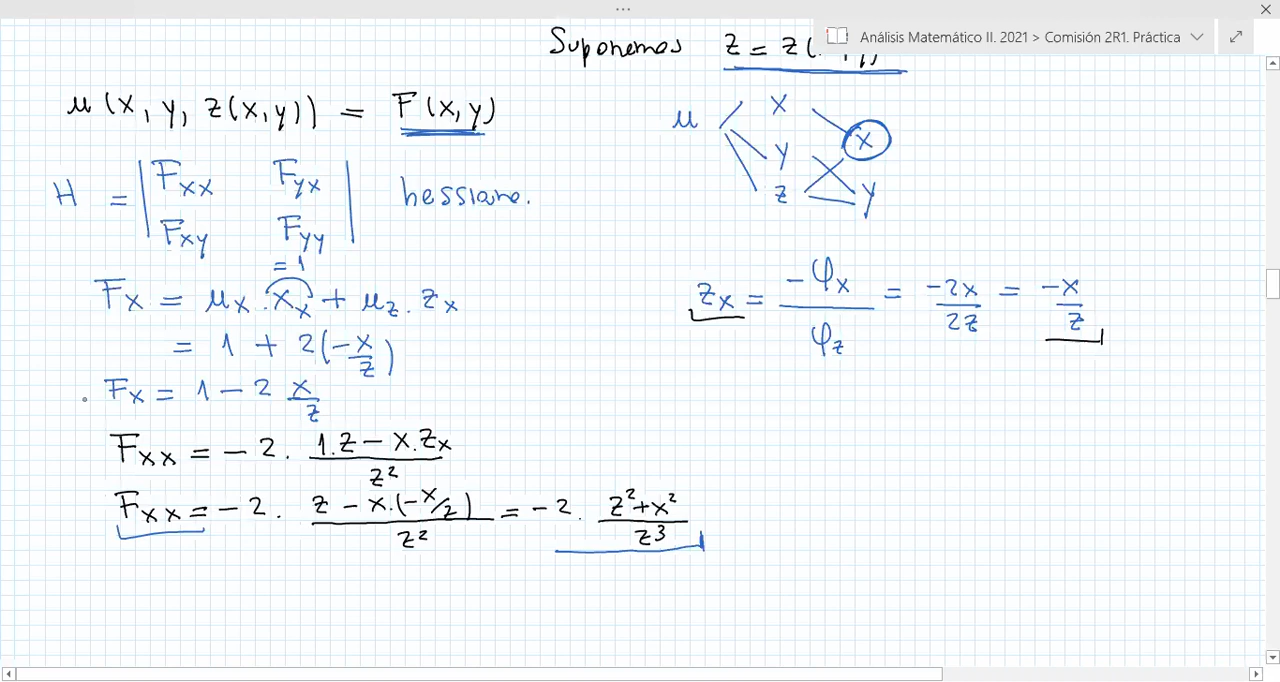 Análisis Matemático II. 2021 > Comisión 2R1. Práctica
Suponemos z = z(
μ (x, y, z(x,y)) = F(x,y)
μ
x
y
z
x
y
H = | Fxx Fyx | hessiano.
| Fxy Fyy |
= 1
Fx = μx . xx + μz . zx
zx = -φx / φz = -2x / 2z = -x / z
= 1 + 2(-x/z)
Fx = 1 - 2 x/z
Fxx = - 2 . (1.z - x.zx) / z²
Fxx = - 2 . (z - x.(-x/z)) / z² = - 2 . (z²+x²) / z³